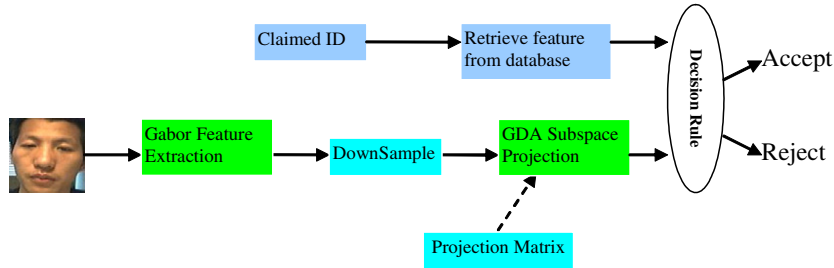 Claimed ID
Retrieve feature
from database
Accept
Decision Rule
Gabor Feature
Extraction
DownSample
GDA Subspace
Projection
Reject
Projection Matrix